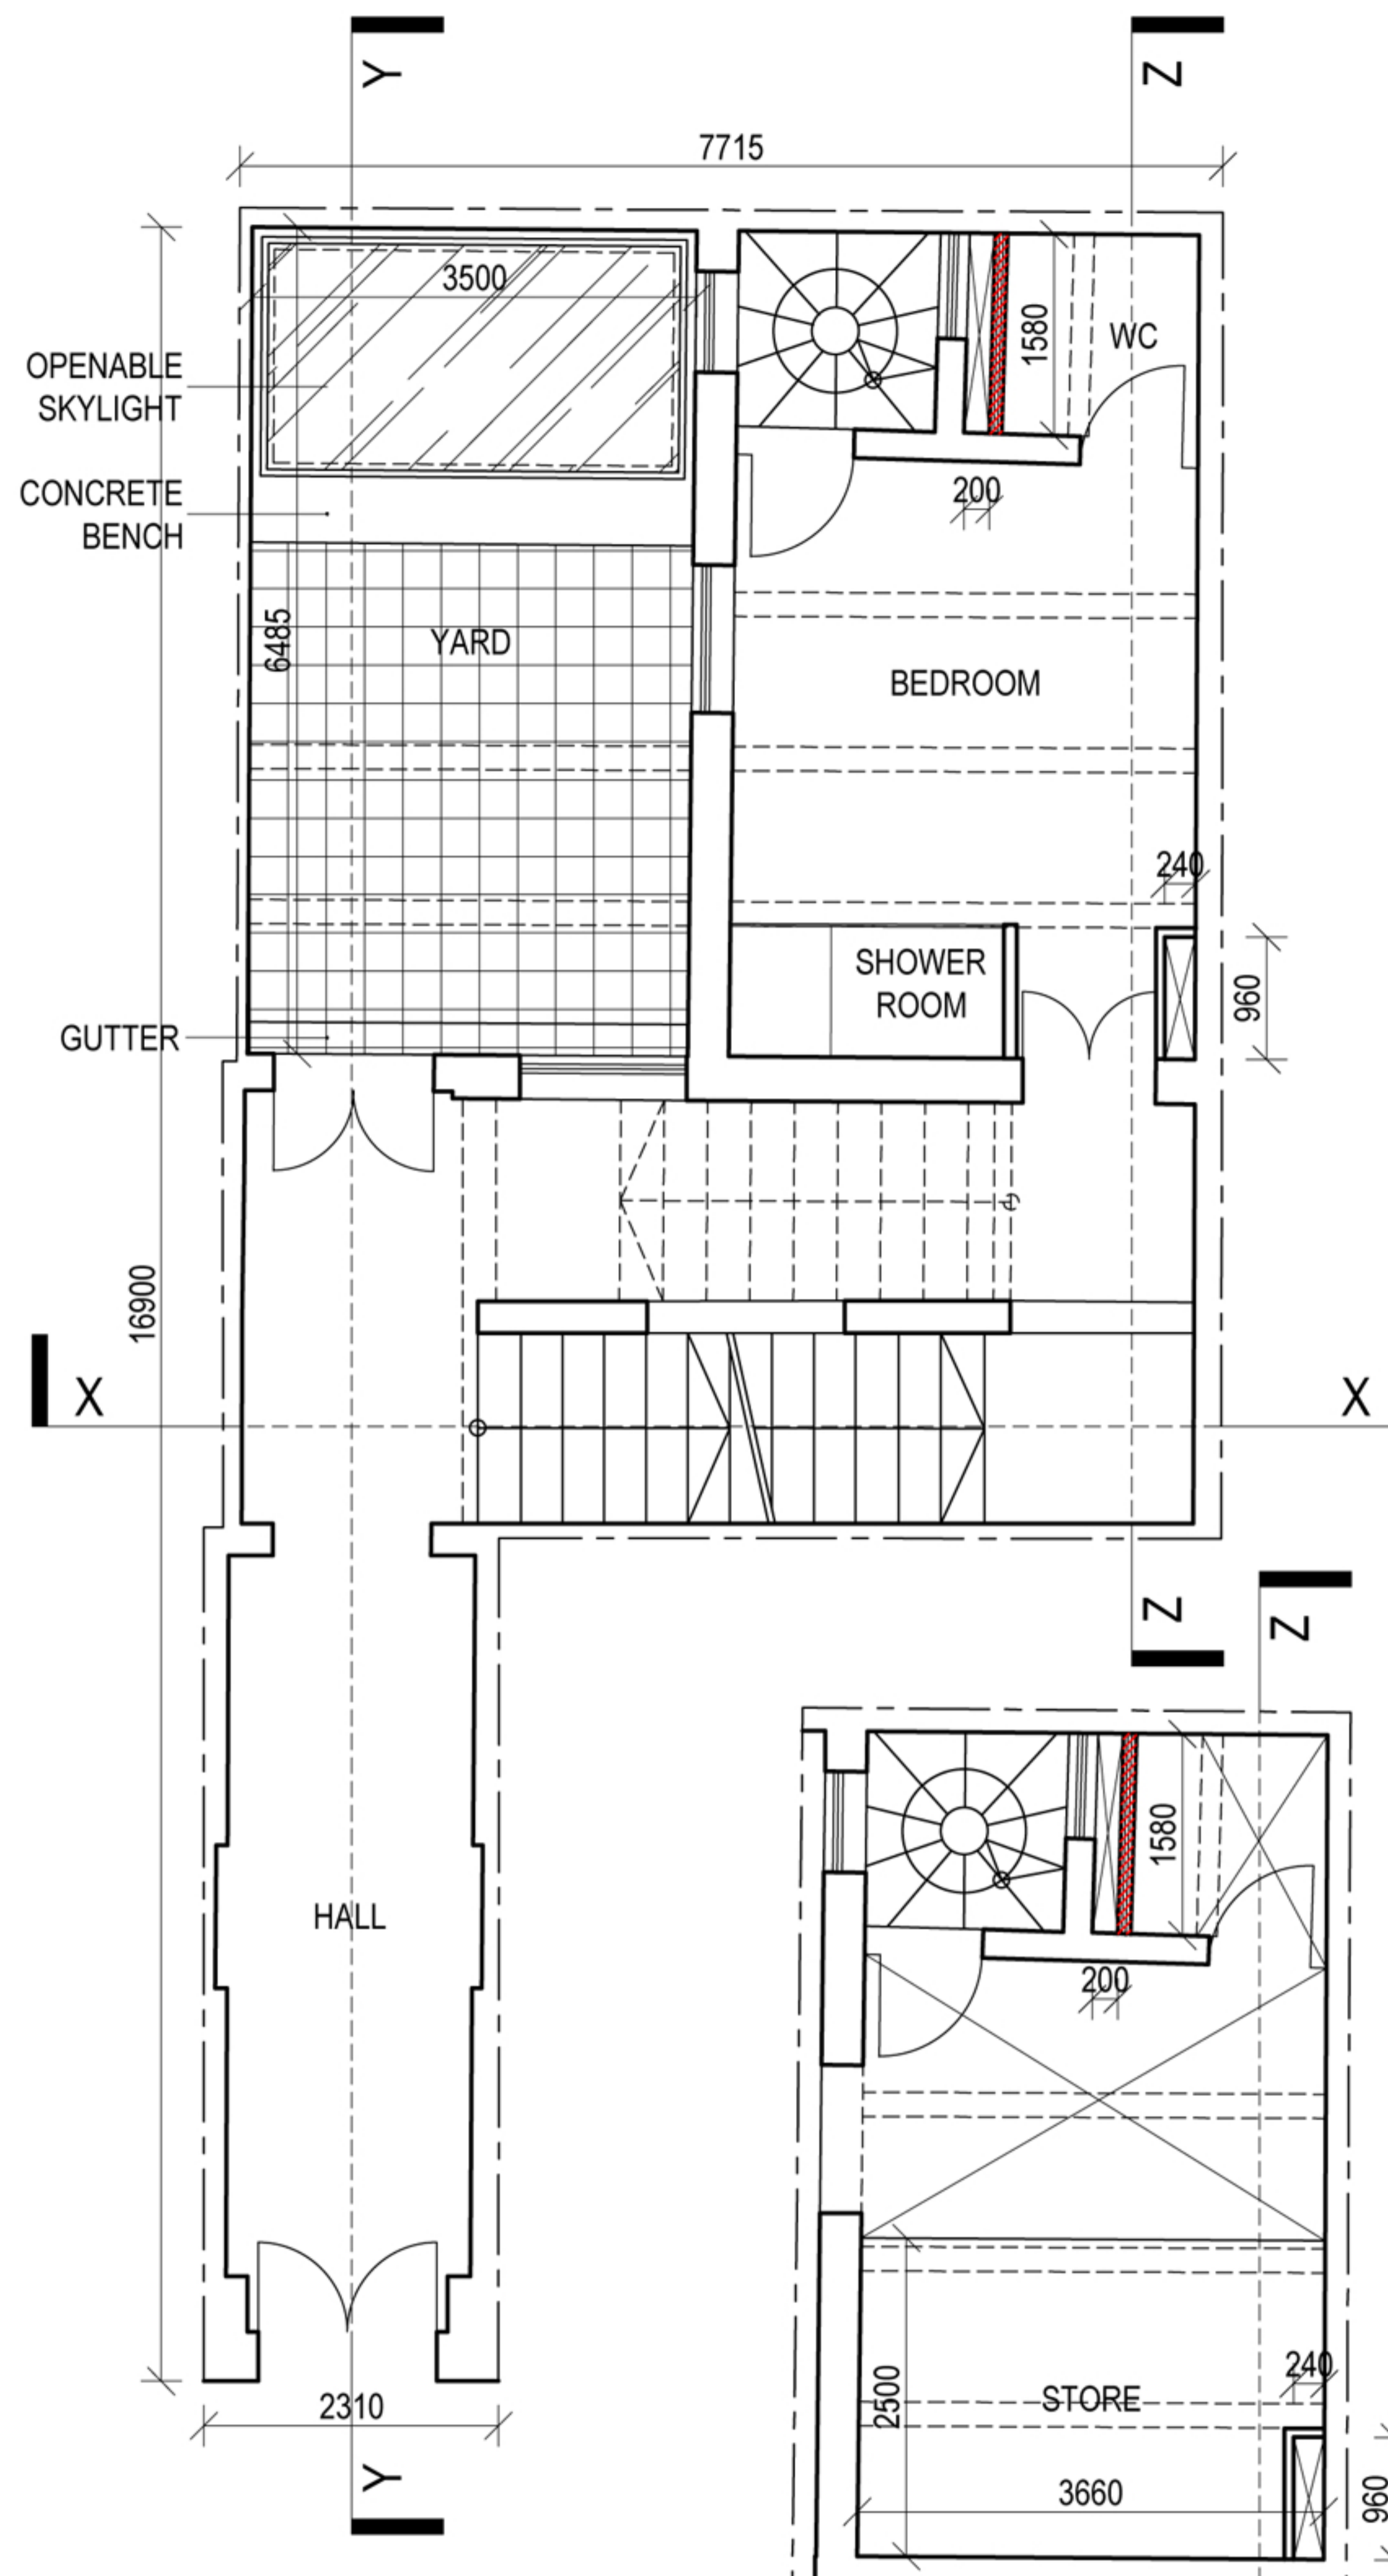 Y
Z
7715
3500
OPENABLE
SKYLIGHT
1580
WC
CONCRETE
BENCH
200
6485
YARD
BEDROOM
240
SHOWER
ROOM
960
GUTTER
16900
X
X
Z
Z
1580
HALL
200
2500
240
STORE
2310
3660
960
Y